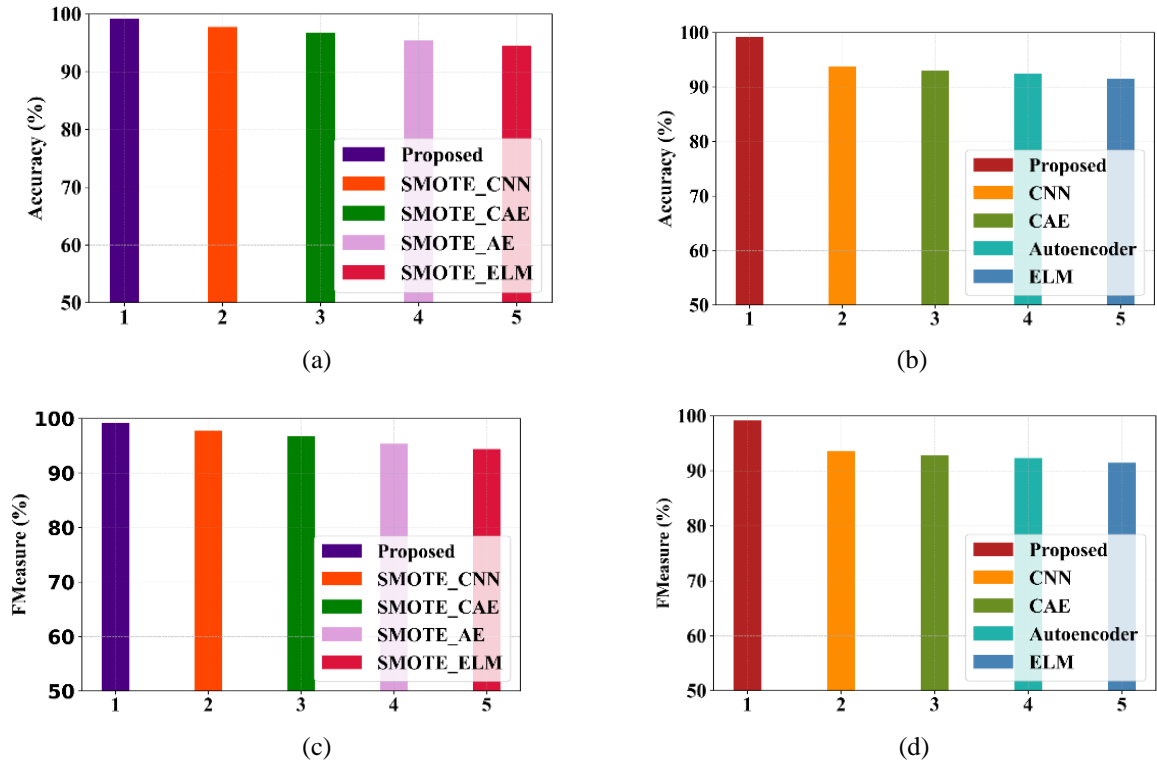 100
90
80
70
60
50
Accuracy (%)
Proposed
SMOTE_CNN
SMOTE_CAE
SMOTE_AE
SMOTE_ELM
1 2 3 4 5
(a)
100
90
80
70
60
50
Accuracy (%)
Proposed
CNN
CAE
Autoencoder
ELM
1 2 3 4 5
(b)
100
90
80
70
60
50
FMeasure (%)
Proposed
SMOTE_CNN
SMOTE_CAE
SMOTE_AE
SMOTE_ELM
1 2 3 4 5
(c)
100
90
80
70
60
50
FMeasure (%)
Proposed
CNN
CAE
Autoencoder
ELM
1 2 3 4 5
(d)